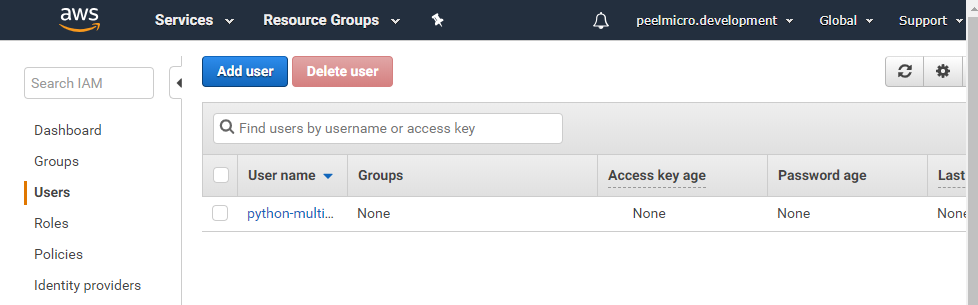 aws Services Resource Groups peelmicro.development Global Support
Add user Delete user
Search IAM
Find users by username or access key
Dashboard
Groups
Users
Roles
Policies
Identity providers
User name Groups Access key age Password age Last
python-multi... None None None None